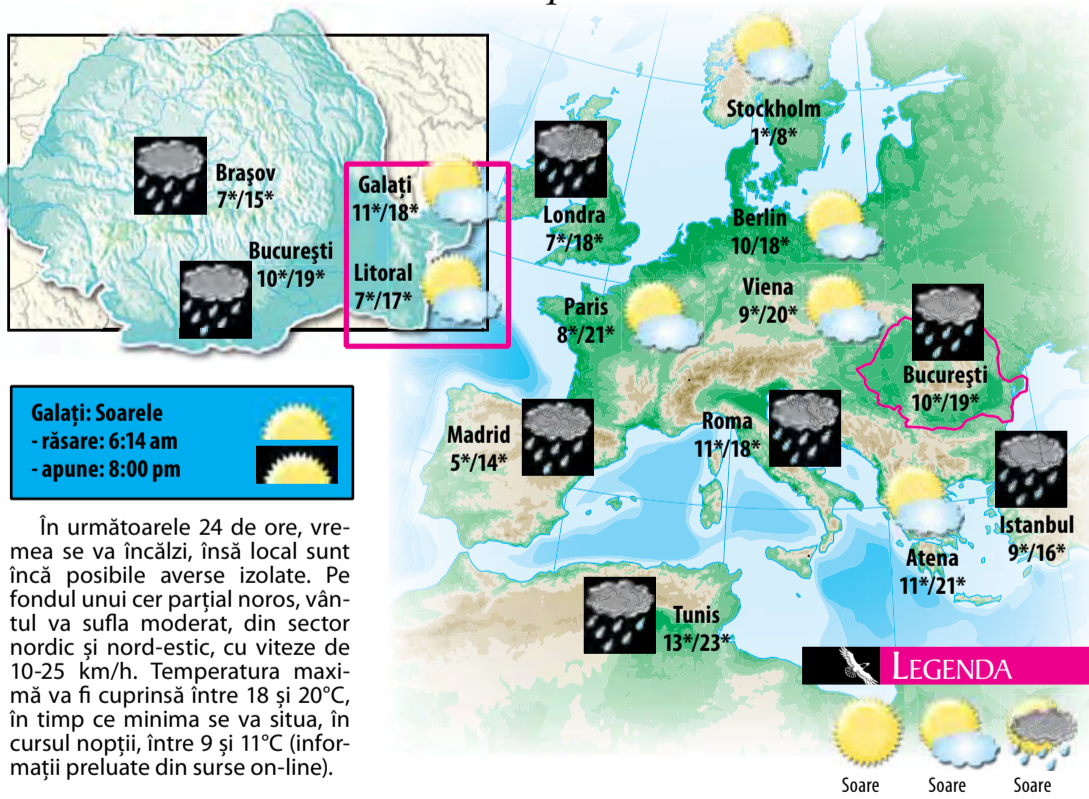 Brașov
7*/15*
București
10*/19*
Galați
11*/18*
Litoral
7*/17*
Stockholm
1*/8*
Londra
7*/18*
Berlin
10/18*
Paris
8*/21*
Viena
9*/20*
București
10*/19*
Madrid
5*/14*
Roma
11*/18*
Istanbul
9*/16*
Atena
11*/21*
Tunis
13*/23*
Galați: Soarele
- răsare: 6:14 am
- apune: 8:00 pm
În următoarele 24 de ore, vre-
mea se va încălzi, însă local sunt
încă posibile averse izolate. Pe
fondul unui cer parțial noros, vân-
tul va sufla moderat, din sector
nordic și nord-estic, cu viteze de
10-25 km/h. Temperatura maxi-
mă va fi cuprinsă între 18 și 20°C,
în timp ce minima se va situa, în
cursul nopții, între 9 și 11°C (infor-
mații preluate din surse on-line).
LEGENDA
Soare Soare Soare